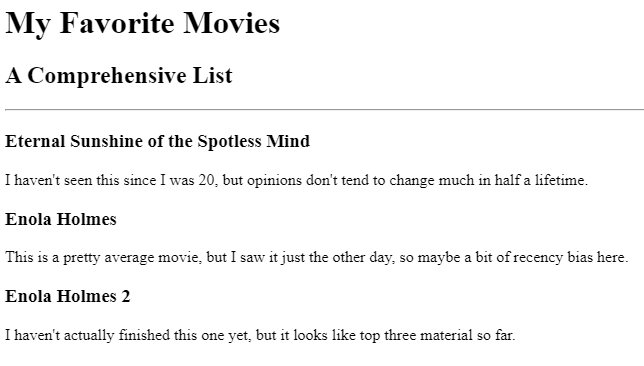 My Favorite Movies
A Comprehensive List
Eternal Sunshine of the Spotless Mind
I haven't seen this since I was 20, but opinions don't tend to change much in half a lifetime.
Enola Holmes
This is a pretty average movie, but I saw it just the other day, so maybe a bit of recency bias here.
Enola Holmes 2
I haven't actually finished this one yet, but it looks like top three material so far.